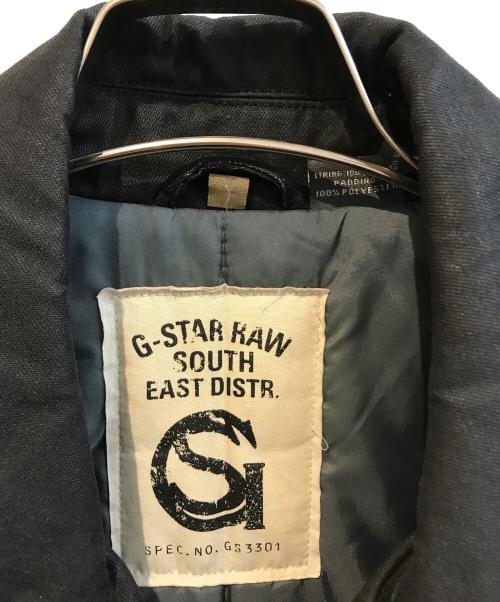 LINING:100%
PADDING
100% POLYESTER
G-STAR RAW
SOUTH
EAST DISTR.
SPEC. NO. GS3301